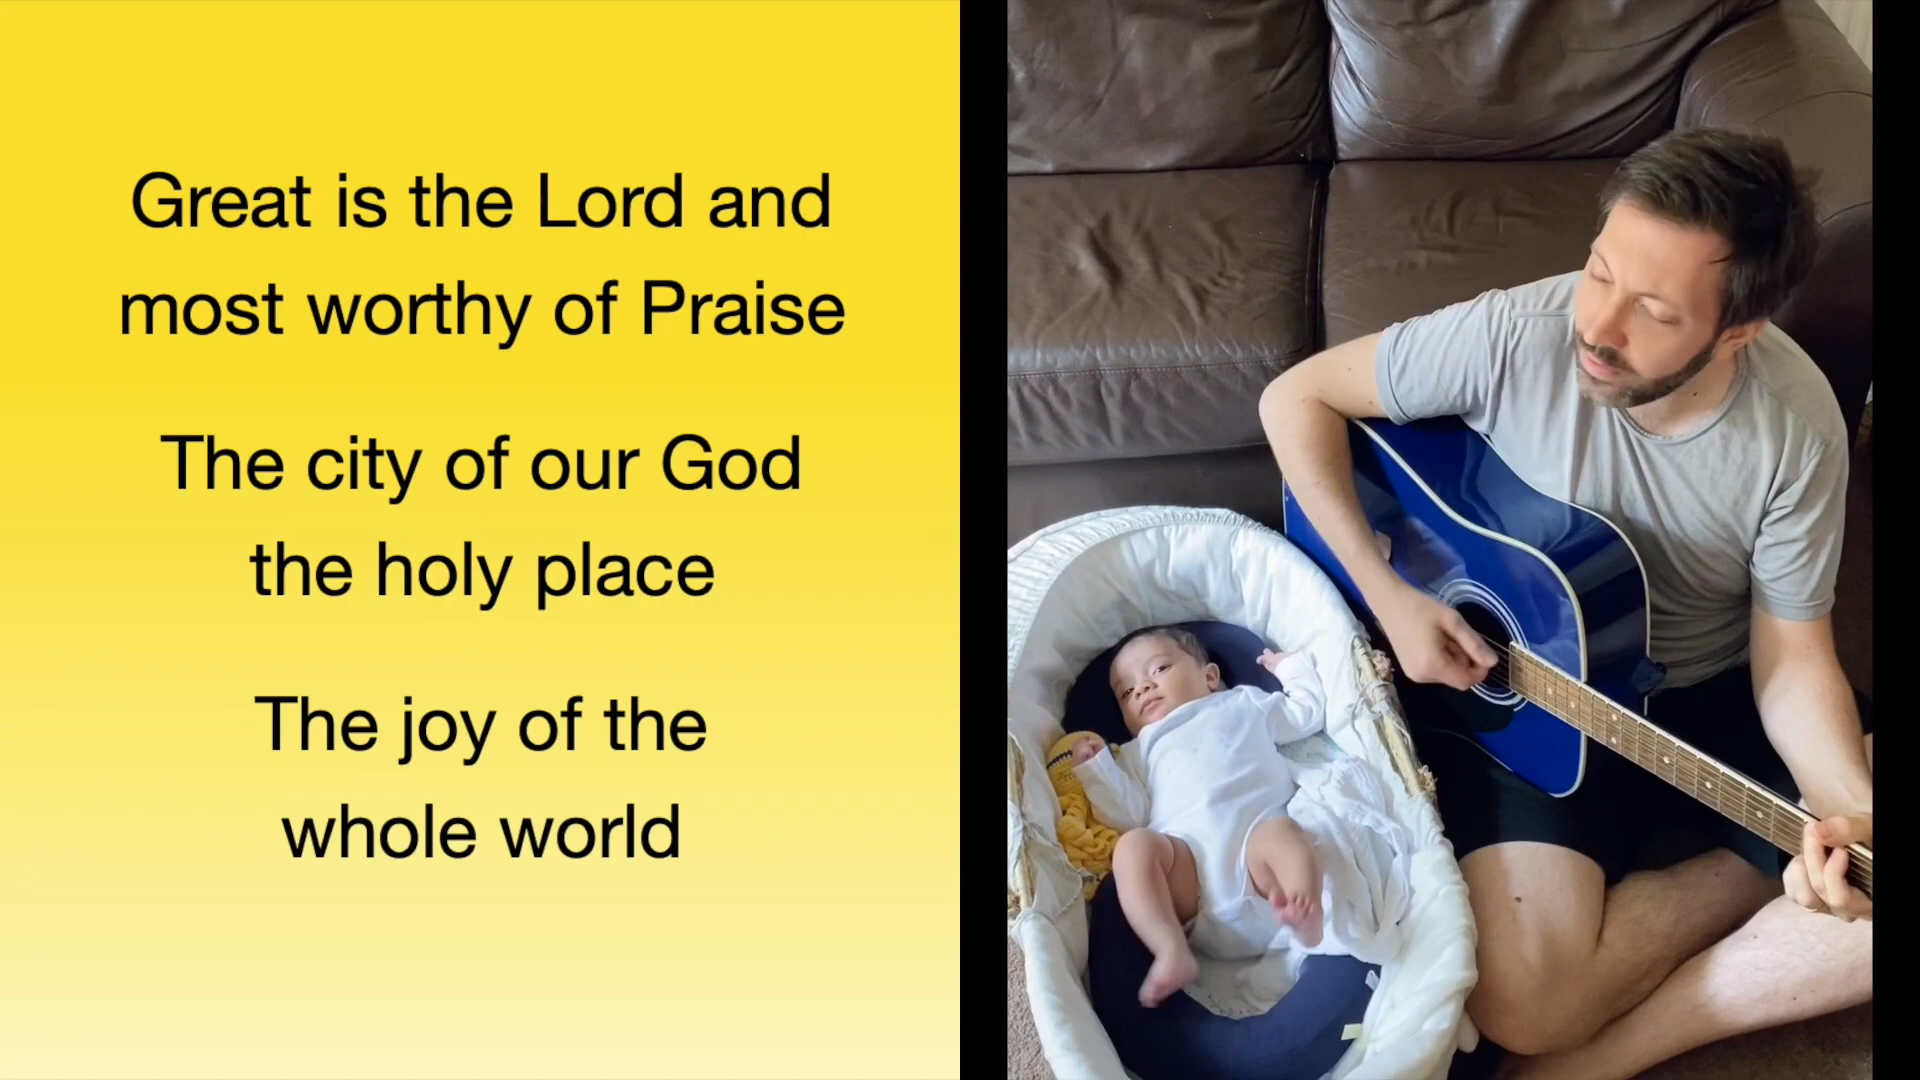 Great is the Lord and
most worthy of Praise
The city of our God
the holy place
The joy of the
whole world